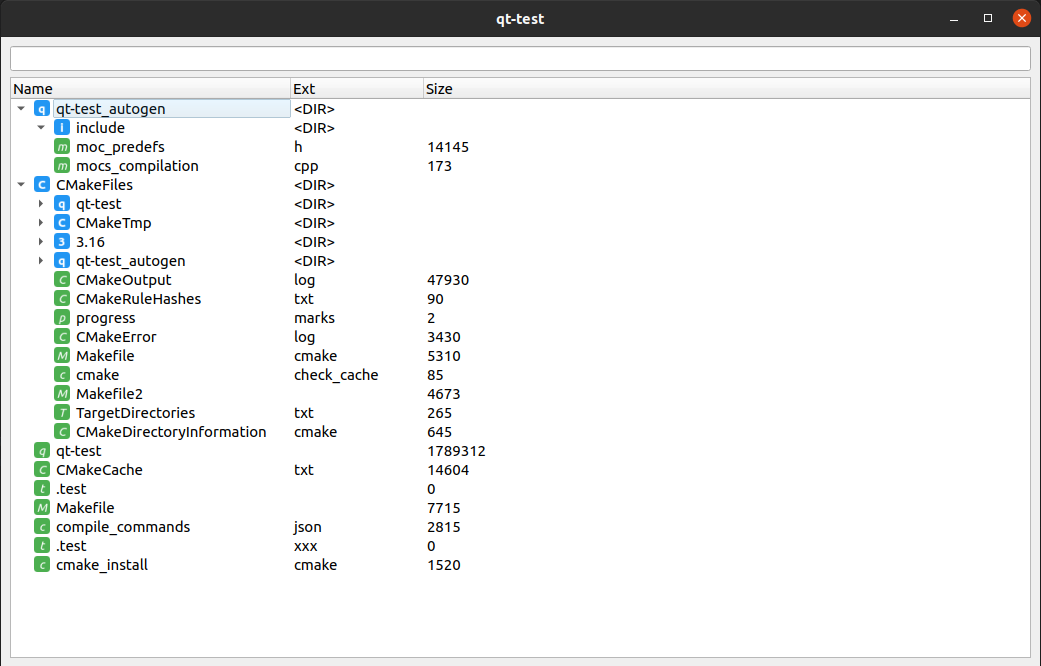 qt-test
Name Ext Size
q qt-test_autogen <DIR>
I include <DIR>
m moc_predefs h 14145
m mocs_compilation cpp 173
C CMakeFiles <DIR>
q qt-test <DIR>
C CMakeTmp <DIR>
3 3.16 <DIR>
q qt-test_autogen <DIR>
C CMakeOutput log 47930
C CMakeRuleHashes txt 90
p progress marks 2
C CMakeError log 3430
M Makefile cmake 5310
c cmake check_cache 85
M Makefile2 4673
T TargetDirectories txt 265
C CMakeDirectoryInformation cmake 645
q qt-test 1789312
C CMakeCache txt 14604
t .test 0
M Makefile 7715
c compile_commands json 2815
t .test xxx 0
c cmake_install cmake 1520